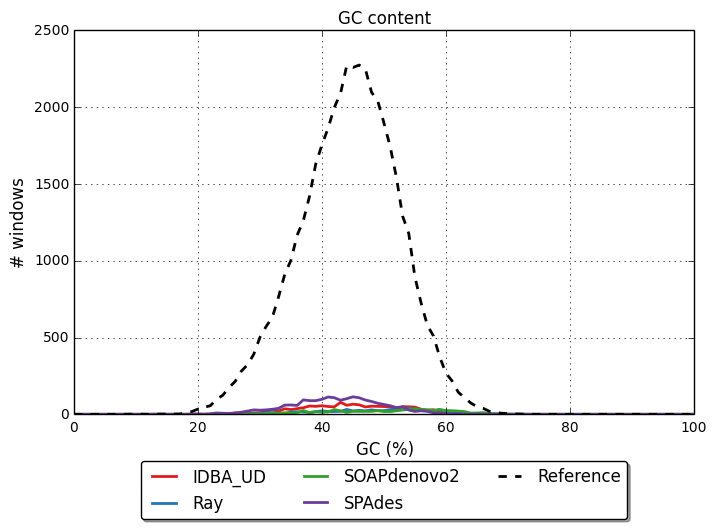 GC content
2500
2000
1500
1000
500
0
# windows
0 20 40 60 80 100
GC (%)
IDBA_UD SOAPdenovo2 Reference
Ray SPAdes